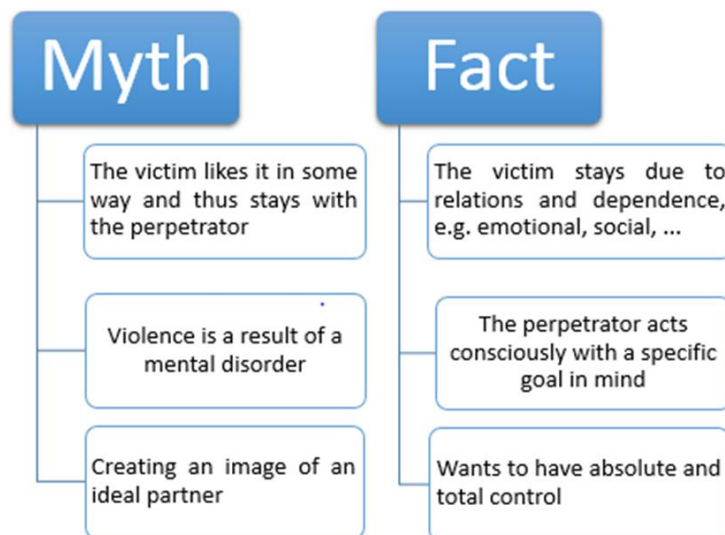 Myth
The victim likes it in some
way and thus stays with
the perpetrator
Violence is a result of a
mental disorder
Creating an image of an
ideal partner
Fact
The victim stays due to
relations and dependence,
e.g. emotional, social, ...
The perpetrator acts
consciously with a specific
goal in mind
Wants to have absolute and
total control